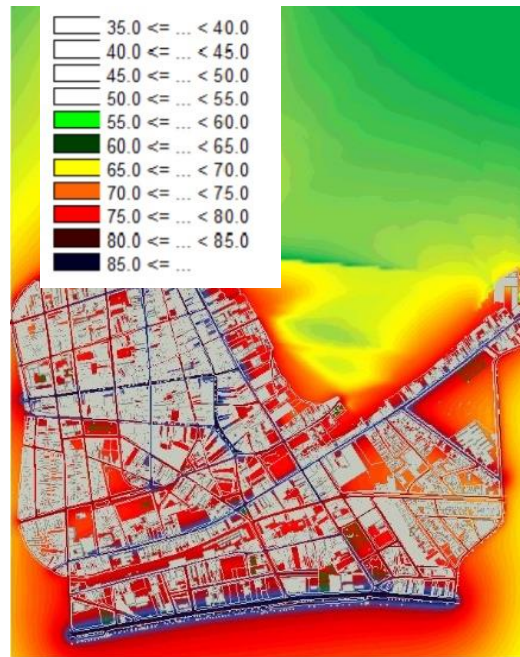 35.0 <= ... < 40.0
40.0 <= ... < 45.0
45.0 <= ... < 50.0
50.0 <= ... < 55.0
55.0 <= ... < 60.0
60.0 <= ... < 65.0
65.0 <= ... < 70.0
70.0 <= ... < 75.0
75.0 <= ... < 80.0
80.0 <= ... < 85.0
85.0 <= ...